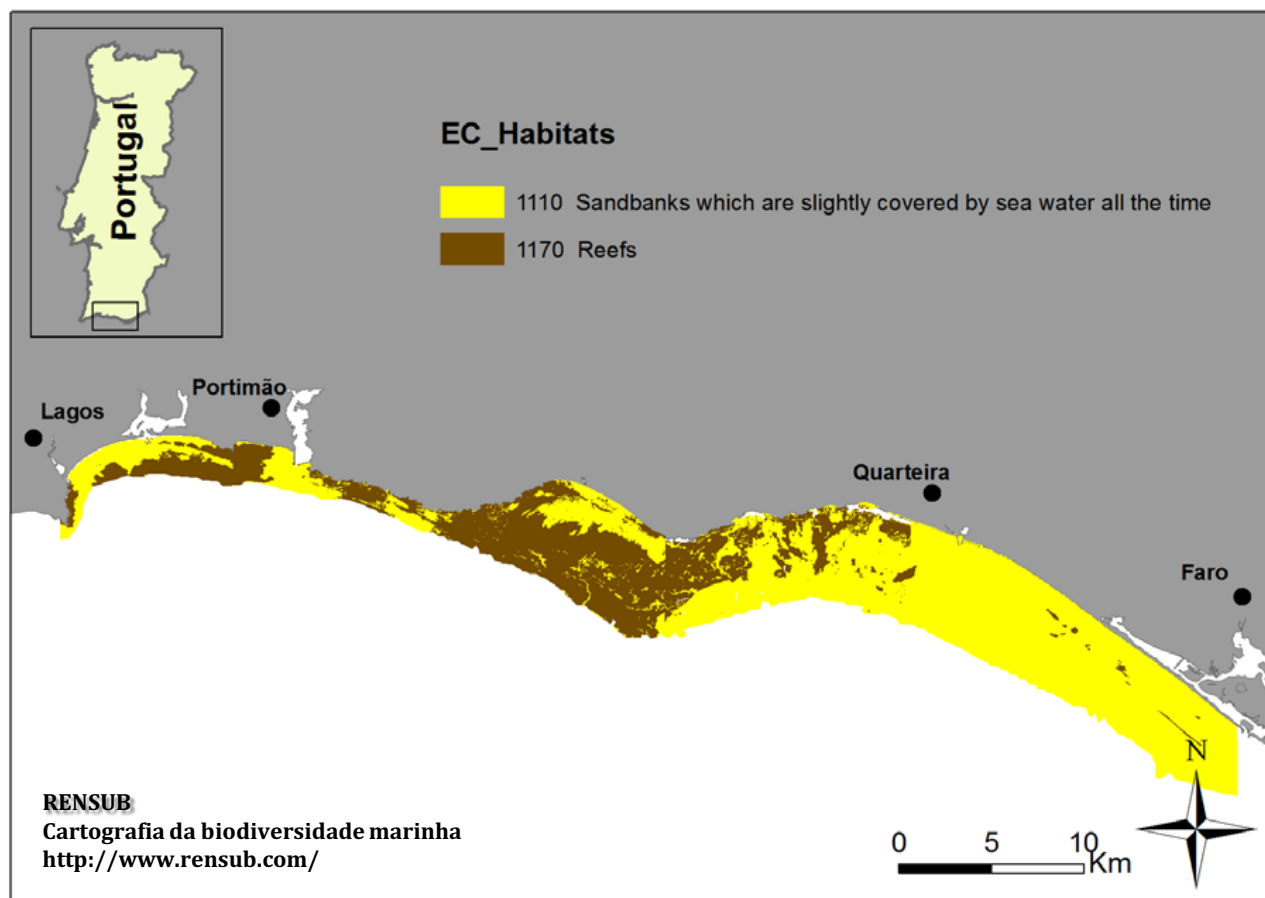 Portugal
EC_Habitats
1110 Sandbanks which are slightly covered by sea water all the time
1170 Reefs
Portimão
Lagos
Quarteira
Faro
N
RENSUB
Cartografia da biodiversidade marinha
http://www.rensub.com/
0 5 10
Km